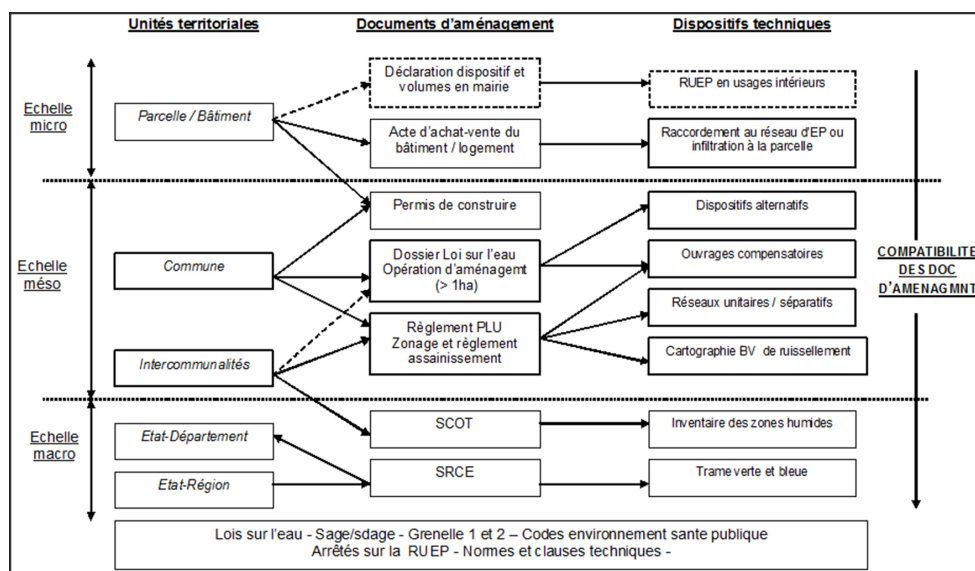 Unités territoriales
Documents d'aménagement
Dispositifs techniques
Echelle
micro
Parcelle / Bâtiment
Déclaration dispositif et
volumes en mairie
RUEP en usages intérieurs
Acte d'achat-vente du
bâtiment / logement
Raccordement au réseau d'EP ou
infiltration à la parcelle
Echelle
méso
Commune
Intercommunalités
Permis de construire
Dossier Loi sur l'eau
Opération d'aménagemt
(> 1ha)
Règlement PLU
Zonage et règlement
assainissement
Dispositifs alternatifs
Ouvrages compensatoires
Réseaux unitaires / séparatifs
Cartographie BV de ruissellement
COMPATIBILITE
DES DOC
D'AMENAGMNT
Echelle
macro
Etat-Département
Etat-Région
SCOT
SRCE
Inventaire des zones humides
Trame verte et bleue
Lois sur l'eau - Sage/sdage - Grenelle 1 et 2 – Codes environnement sante publique
Arrêtés sur la RUEP - Normes et clauses techniques -